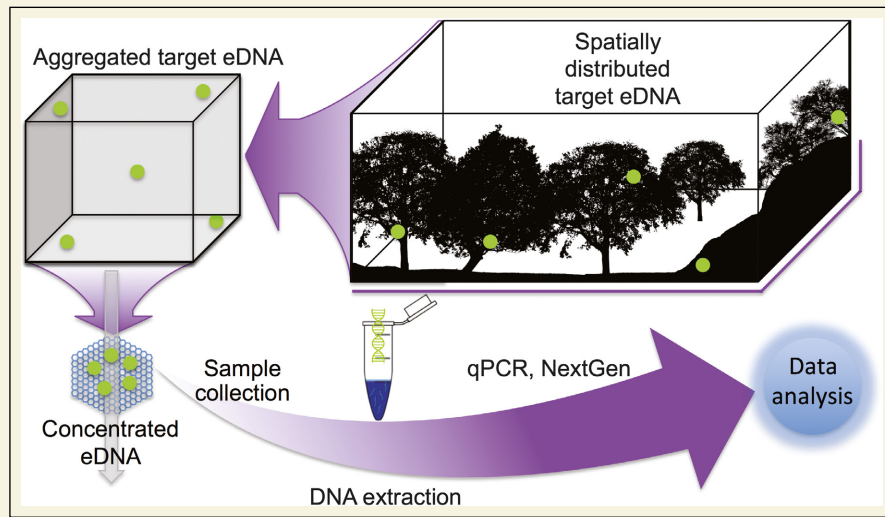 Aggregated target eDNA
Spatially
distributed
target eDNA
Sample
collection
qPCR, NextGen
Data
analysis
Concentrated
eDNA
DNA extraction